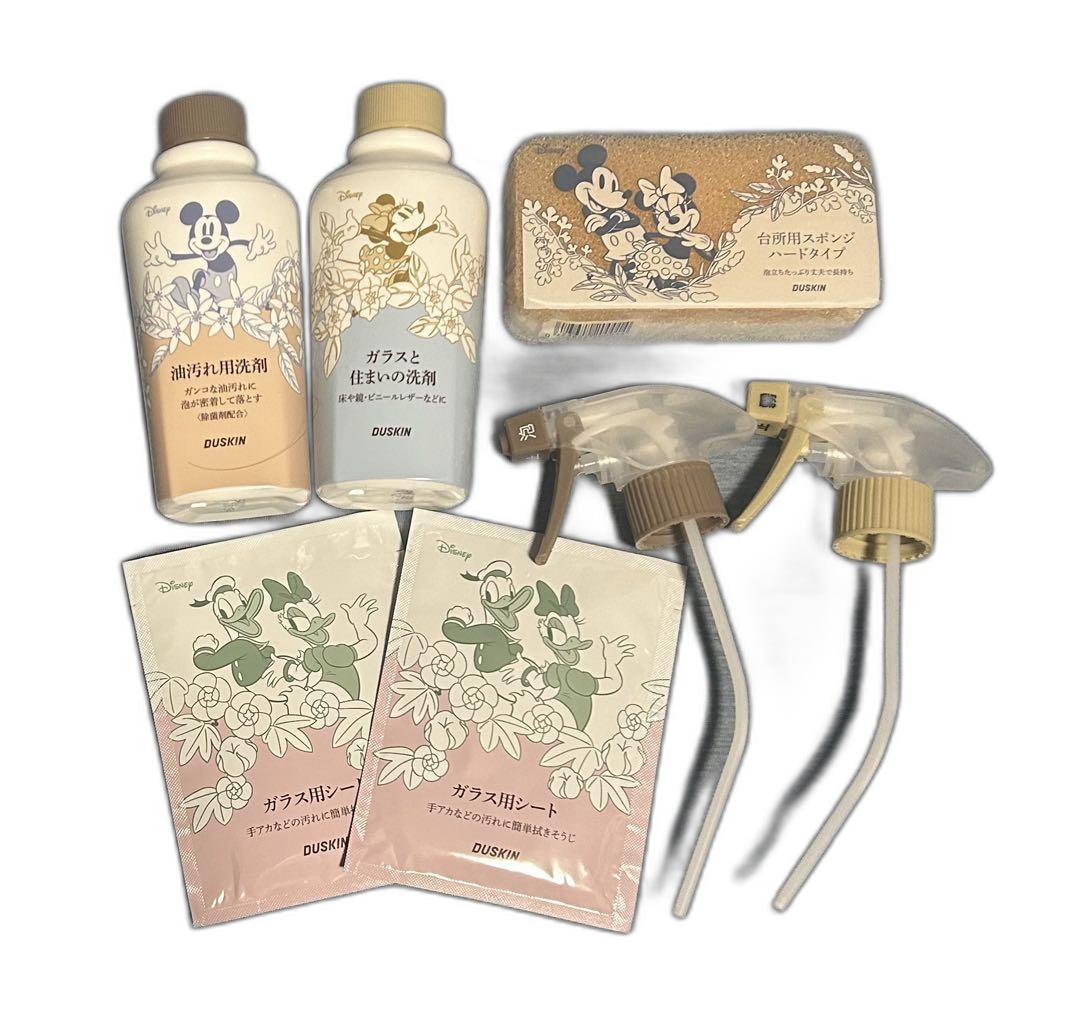 Disney
油汚れ用洗剤
ガンコな油汚れに
泡が密着して落とす
〈除菌剤配合〉
DUSKIN
Disney
ガラスと
住まいの洗剤
床や鏡・ビニールレザーなどに
DUSKIN
Disney
台所用スポンジ
ハードタイプ
泡立ちたっぷり丈夫で長持ち
DUSKIN
Disney
ガラス用シート
手アカなどの汚れに簡単
DUSKIN
Disney
ガラス用シート
手アカなどの汚れに簡単拭きそうじ
DUSKIN